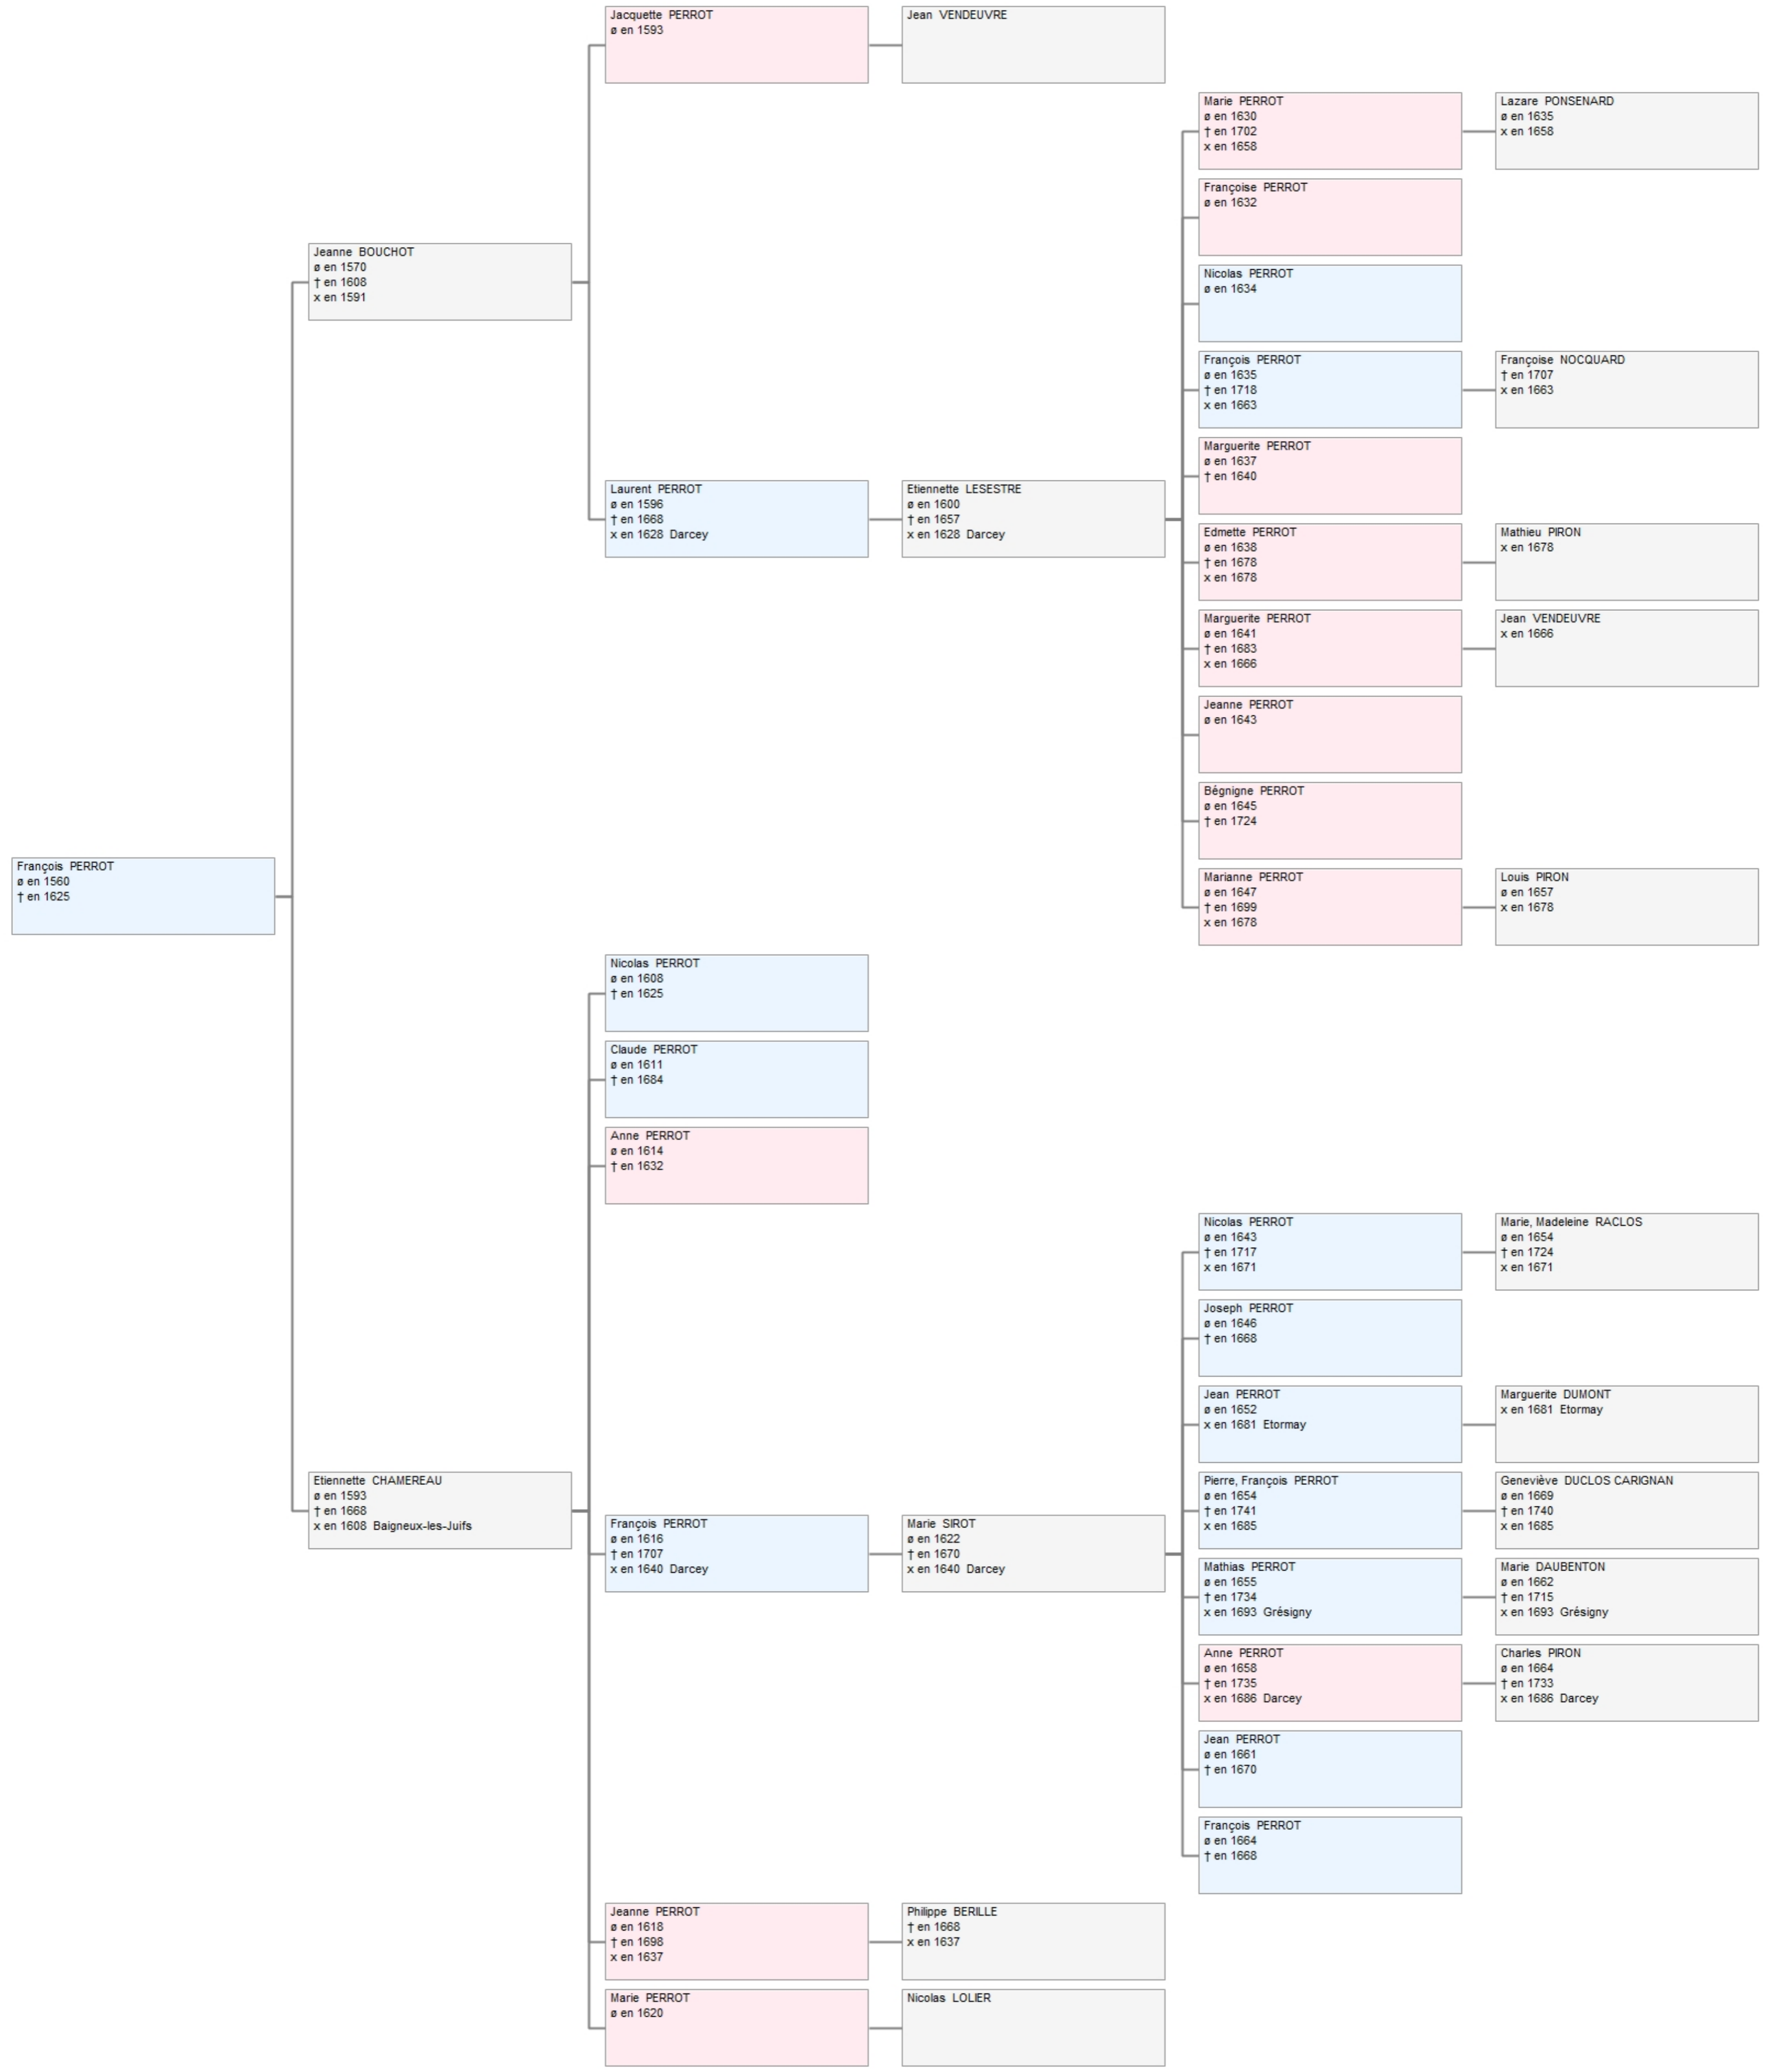 Jacquette PERROT
ø en 1593
Jean VENDEUVRE
Marie PERROT
ø en 1630
† en 1702
x en 1658
Lazare PONSENARD
ø en 1635
x en 1658
Françoise PERROT
ø en 1632
Jeanne BOUCHOT
ø en 1570
† en 1608
x en 1591
Nicolas PERROT
ø en 1634
François PERROT
ø en 1635
† en 1718
x en 1663
Françoise NOCQUARD
† en 1707
x en 1663
Marguerite PERROT
ø en 1637
† en 1640
Laurent PERROT
ø en 1596
† en 1668
x en 1628 Darcey
Etiennette LESESTRE
ø en 1600
† en 1657
x en 1628 Darcey
Edmette PERROT
ø en 1638
† en 1678
x en 1678
Mathieu PIRON
x en 1678
Marguerite PERROT
ø en 1641
† en 1683
x en 1666
Jean VENDEUVRE
x en 1666
Jeanne PERROT
ø en 1643
Bégnigne PERROT
ø en 1645
† en 1724
François PERROT
ø en 1560
† en 1625
Marianne PERROT
ø en 1647
† en 1699
x en 1678
Louis PIRON
ø en 1657
x en 1678
Nicolas PERROT
ø en 1608
† en 1625
Claude PERROT
ø en 1611
† en 1684
Anne PERROT
ø en 1614
† en 1632
Nicolas PERROT
ø en 1643
† en 1717
x en 1671
Marie, Madeleine RACLOS
ø en 1654
† en 1724
x en 1671
Joseph PERROT
ø en 1646
† en 1668
Jean PERROT
ø en 1652
x en 1681 Etormay
Marguerite DUMONT
x en 1681 Etormay
Etiennette CHAMEREAU
ø en 1593
† en 1668
x en 1608 Baigneux-les-Juifs
Pierre, François PERROT
ø en 1654
† en 1741
x en 1685
Geneviève DUCLOS CARIGNAN
ø en 1669
† en 1740
x en 1685
François PERROT
ø en 1616
† en 1707
x en 1640 Darcey
Marie SIROT
ø en 1622
† en 1670
x en 1640 Darcey
Mathias PERROT
ø en 1655
† en 1734
x en 1693 Grésigny
Marie DAUBENTON
ø en 1662
† en 1715
x en 1693 Grésigny
Anne PERROT
ø en 1658
† en 1735
x en 1686 Darcey
Charles PIRON
ø en 1664
† en 1733
x en 1686 Darcey
Jean PERROT
ø en 1661
† en 1670
François PERROT
ø en 1664
† en 1668
Jeanne PERROT
ø en 1618
† en 1698
x en 1637
Philippe BERILLE
† en 1668
x en 1637
Marie PERROT
ø en 1620
Nicolas LOLIER